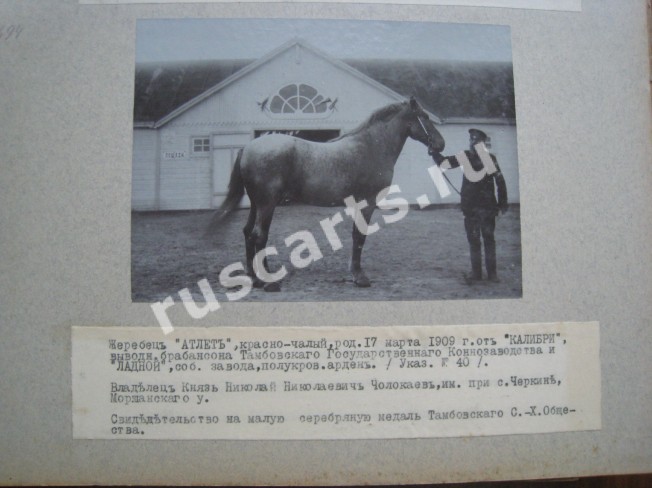 ruscarts.ru
Жеребецъ "АТЛЕТЪ",красно-чалый,род.17 марта 1909 г.отъ "КАЛИБРИ",
выводн.брабансона Тамбовскаго Государственнаго Коннозаводства и
"ЛАДНОЙ",соб. завода,полукров.арденъ. / Указ. № 40 /.
Владѣлецъ Князь Николай Николаевичъ Чолокаевъ,им. при с.Черкинѣ,
Моршанскаго у.
Свидѣтельство на малую серебряную медаль Тамбовскаго С.-Х.Обще-
ства.